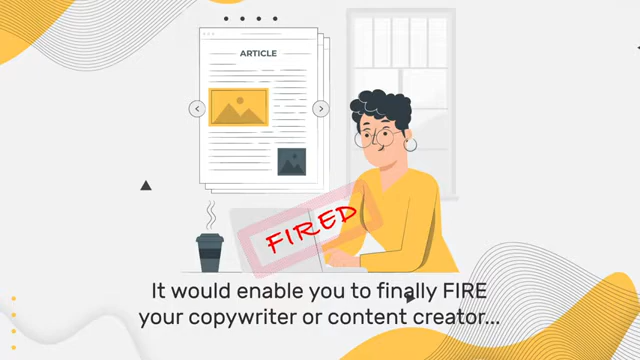 ARTICLE
FIRED
It would enable you to finally FIRE
your copywriter or content creator...